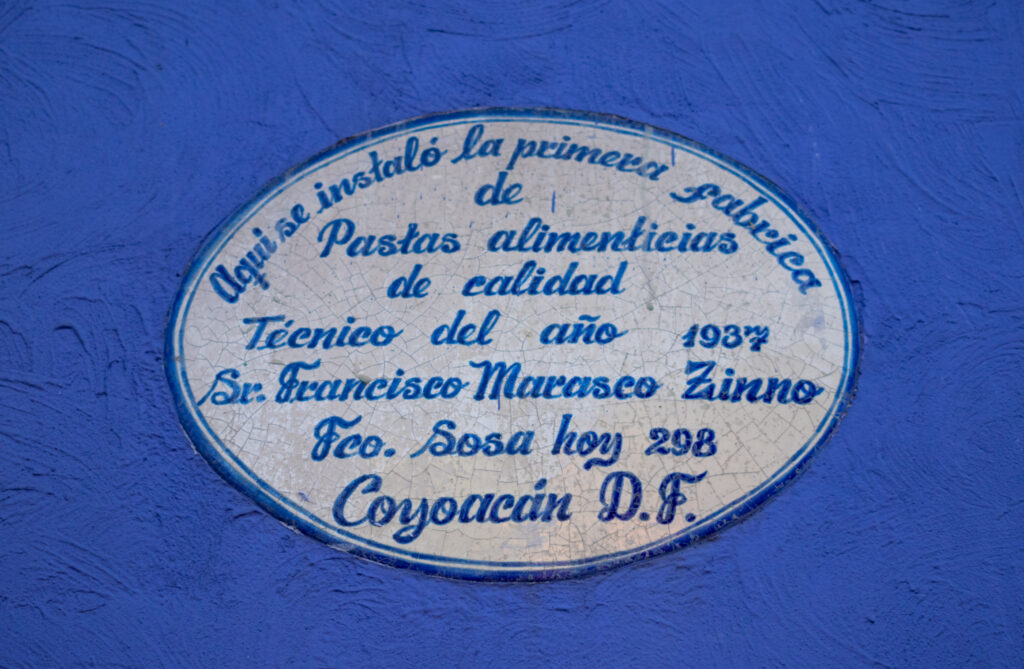 Aqui se instaló la primera fabrica
de
Pastas alimenticias
de calidad
Técnico del año 1937
Sr. Francisco Marasco Zinno
Fco. Sosa hoy 298
Coyoacán D.F.